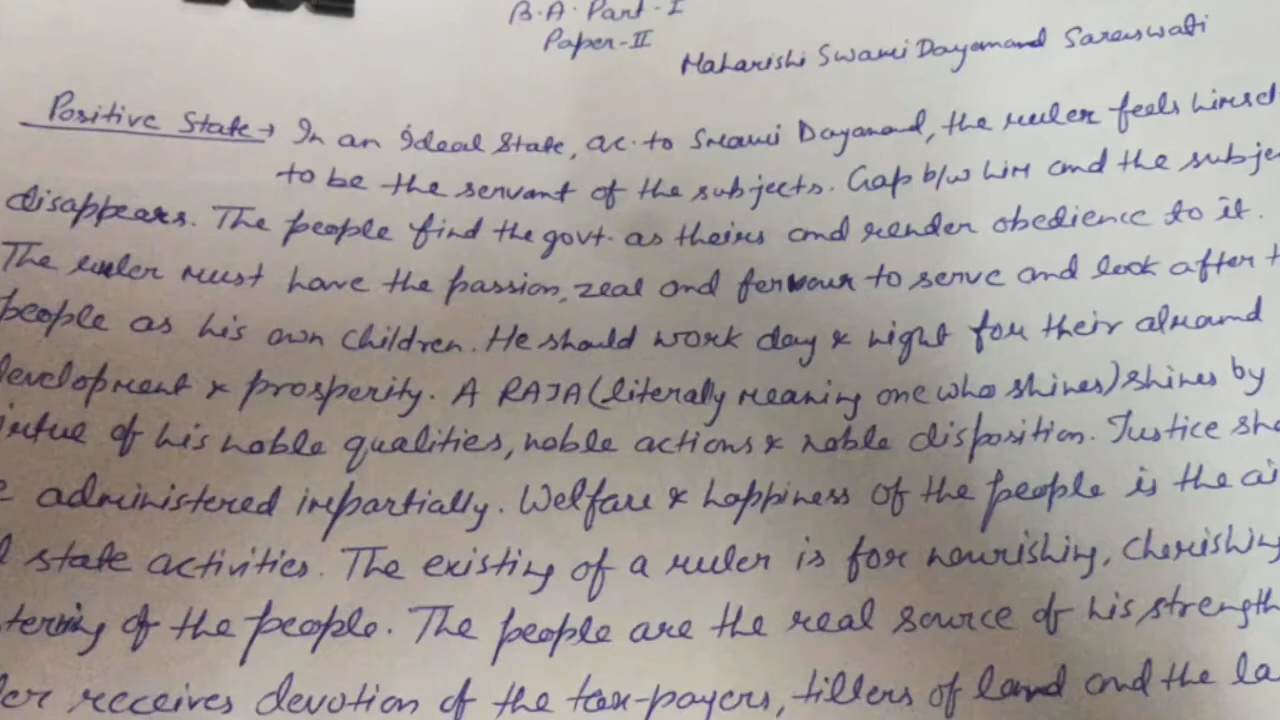 B.A. Part-I
Paper-II
Maharishi Swami Dayanand Saraswati
Positive State → In an Ideal State, ac. to Swami Dayanand, the ruler feels himsel
to be the servant of the subjects. Gap b/w him and the subje
disappears. The people find the govt. as theirs and render obedience to it.
The ruler must have the passion, zeal and fervour to serve and look after t
people as his own children. He should work day & night for their alround
development & prosperity. A RAJA (literally meaning one who shines) shines by
irtue of his noble qualities, noble actions & noble disposition. Justice sho
e administered impartially. Welfare & happiness of the people is the ai
state activities. The existing of a ruler is for nourishing, cherishing
tering of the people. The people are the real source of his strength
ler receives devotion of the tax-payers, tillers of land and the la